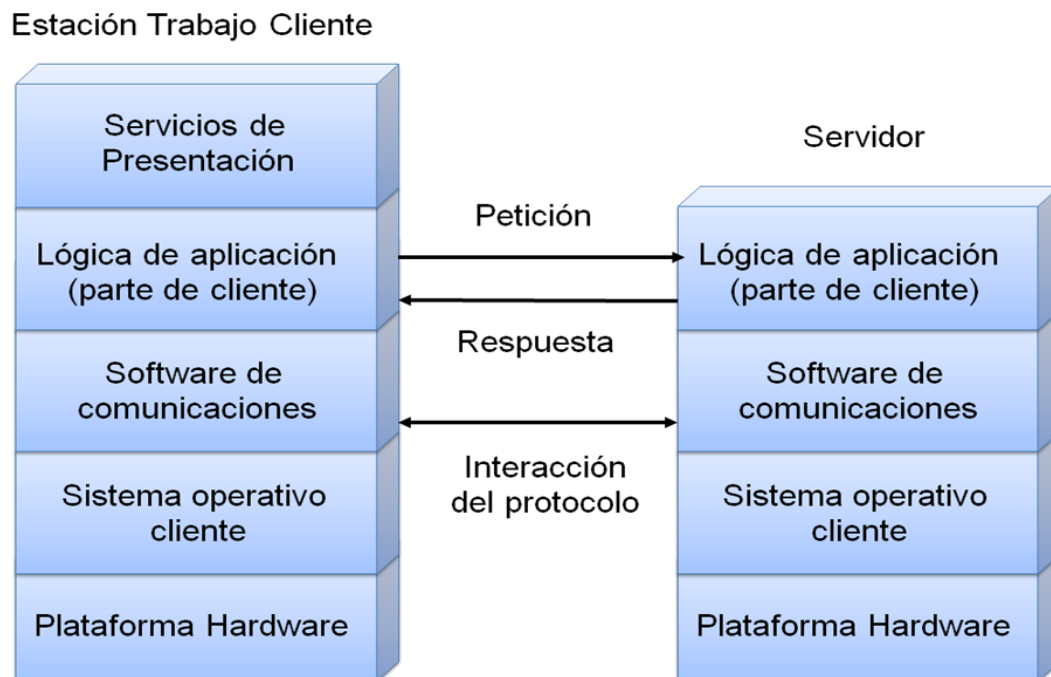 Estación Trabajo Cliente
Servicios de
Presentación
Lógica de aplicación
(parte de cliente)
Software de
comunicaciones
Sistema operativo
cliente
Plataforma Hardware
Petición
Respuesta
Interacción
del protocolo
Servidor
Lógica de aplicación
(parte de cliente)
Software de
comunicaciones
Sistema operativo
cliente
Plataforma Hardware